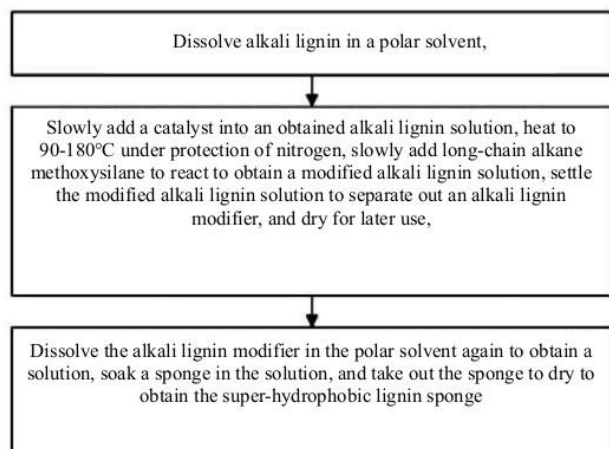 Dissolve alkali lignin in a polar solvent,
Slowly add a catalyst into an obtained alkali lignin solution, heat to
90-180°C under protection of nitrogen, slowly add long-chain alkane
methoxysilane to react to obtain a modified alkali lignin solution, settle
the modified alkali lignin solution to separate out an alkali lignin
modifier, and dry for later use,
Dissolve the alkali lignin modifier in the polar solvent again to obtain a
solution, soak a sponge in the solution, and take out the sponge to dry to
obtain the super-hydrophobic lignin sponge